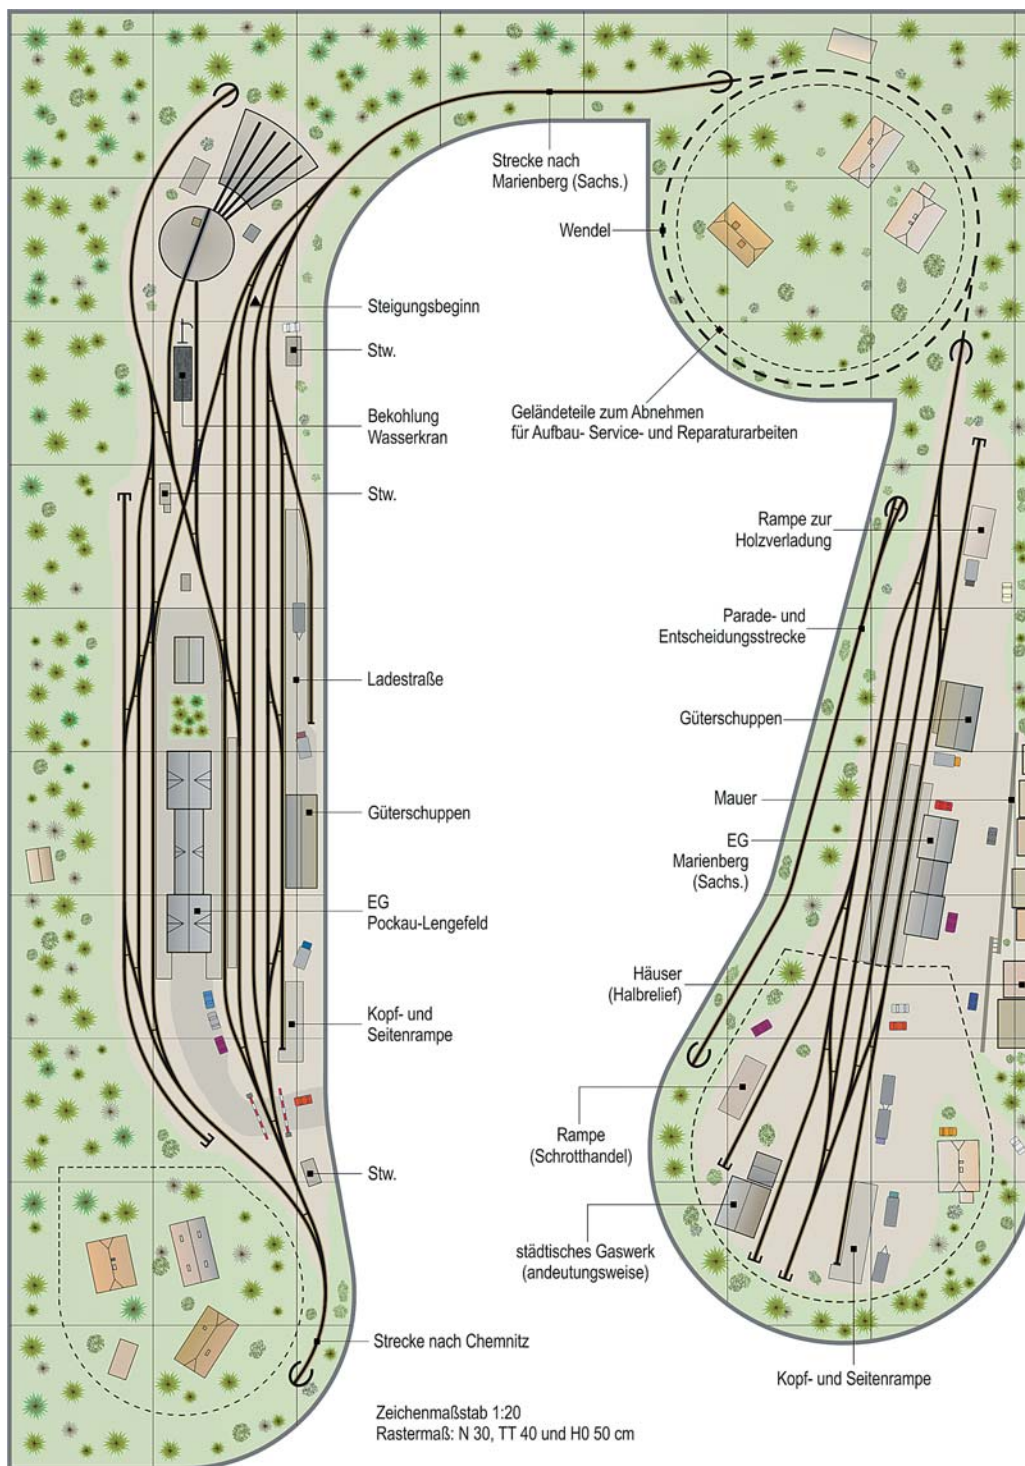 Strecke nach
Marienberg (Sachs.)
Wendel
Steigungsbeginn
Stw.
Bekohlung
Wasserkran
Geländeteile zum Abnehmen
für Aufbau- Service- und Reparaturarbeiten
Stw.
Rampe zur
Holzverladung
Parade- und
Entscheidungsstrecke
Ladestraße
Güterschuppen
Mauer
Güterschuppen
EG
Marienberg
(Sachs.)
EG
Pockau-Lengefeld
Häuser
(Halbrelief)
Kopf- und
Seitenrampe
Rampe
(Schrotthandel)
Stw.
städtisches Gaswerk
(andeutungsweise)
Strecke nach Chemnitz
Kopf- und Seitenrampe
Zeichenmaßstab 1:20
Rastermaß: N 30, TT 40 und H0 50 cm